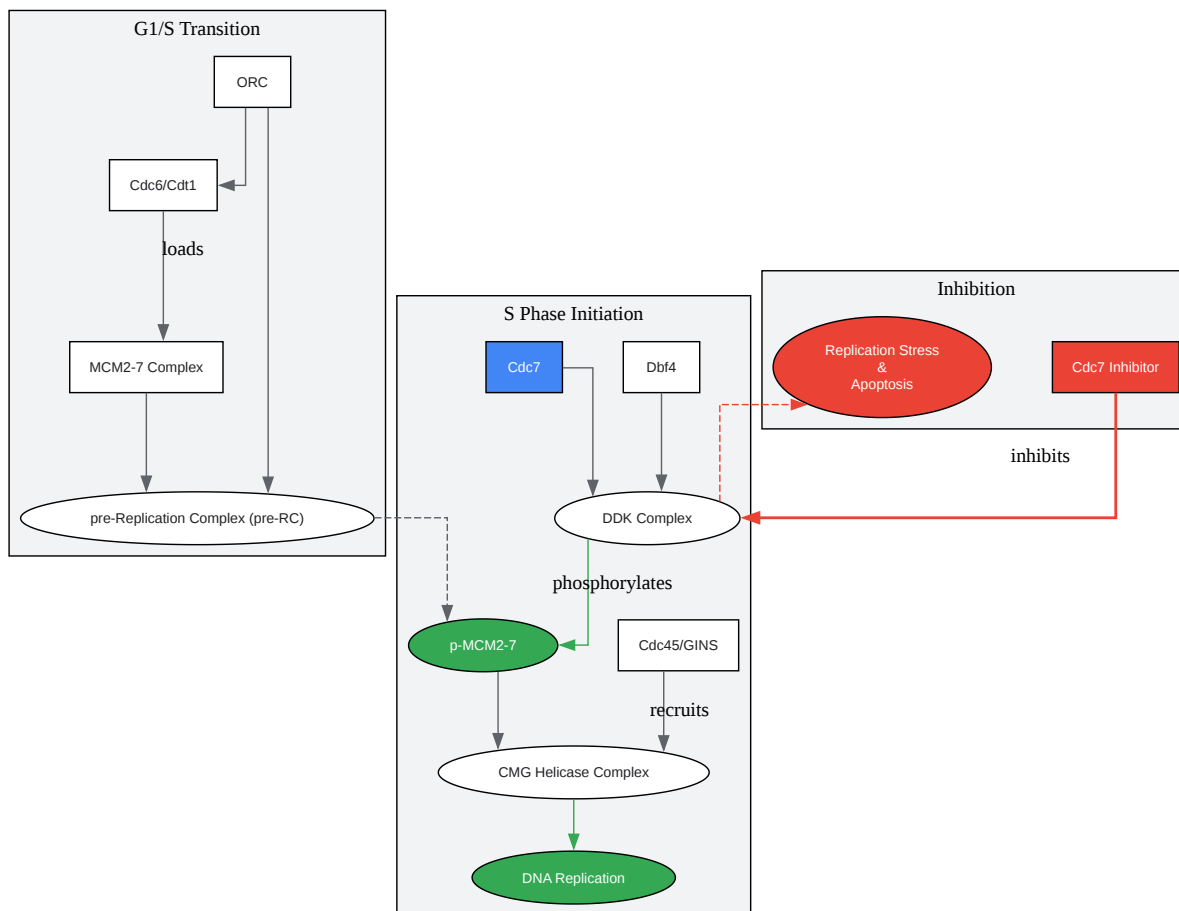 G1/S Transition
ORC
Cdc6/Cdt1
loads
MCM2-7 Complex
pre-Replication Complex (pre-RC)
S Phase Initiation
Cdc7
Dbf4
DDK Complex
phosphorylates
p-MCM2-7
Cdc45/GINS
recruits
CMG Helicase Complex
DNA Replication
Inhibition
Replication Stress
&
Apoptosis
Cdc7 Inhibitor
inhibits